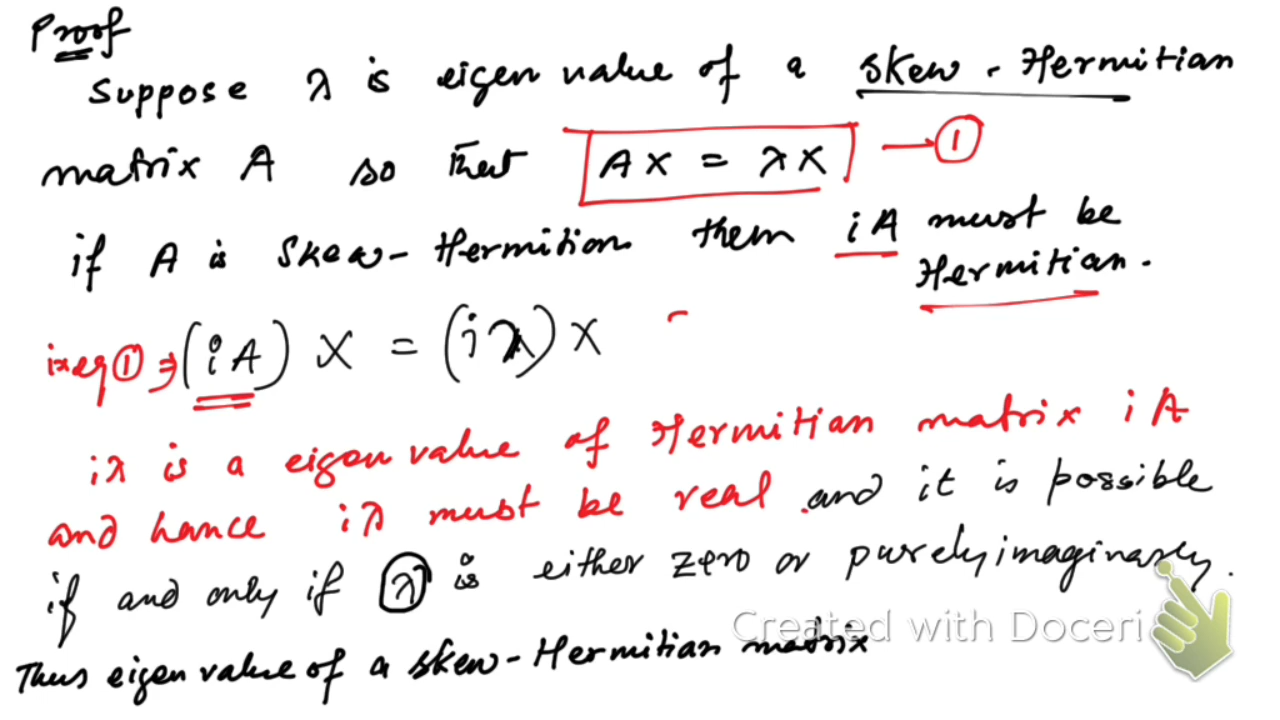 Proof
Suppose λ is eigen value of a skew-Hermitian
matrix A so that AX = λX → ①
if A is Skew-Hermition them iA must be
Hermitian.
i×eq ① ⇒ (iA) X = (iλ) X
iλ is a eigen value of Hermitian matrix iA
and hance iλ must be real. and it is possible
if and only if λ is either zero or purely imaginary.
Created with Doceri
Thus eigen value of a skew-Hermitian matrix